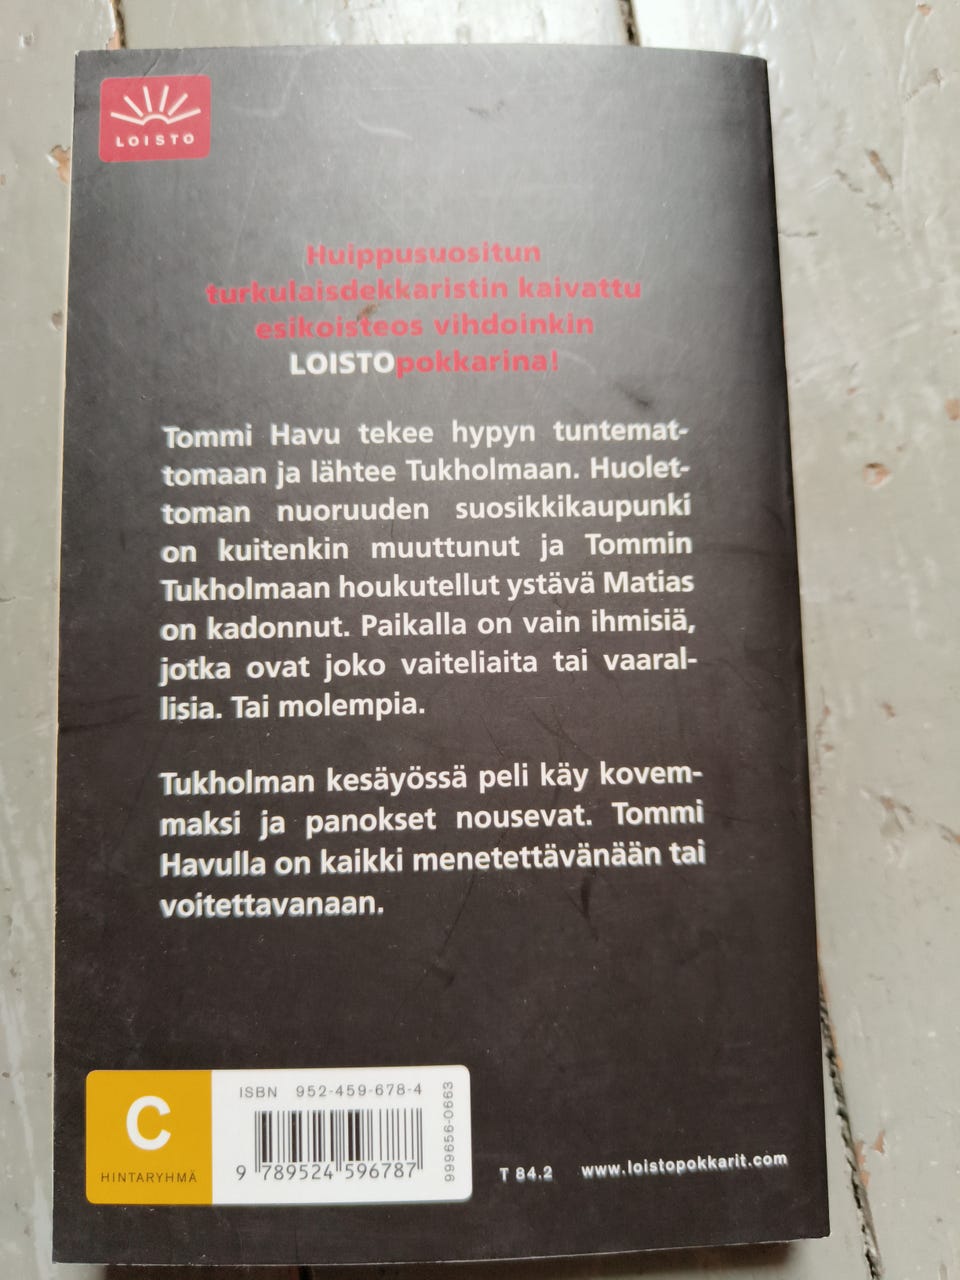 LOISTO
Huippusuositun
turkulaisdekkaristin kaivattu
esikoisteos vihdoinkin
LOISTOpokkarina!
Tommi Havu tekee hypyn tuntemat-
tomaan ja lähtee Tukholmaan. Huolet-
toman nuoruuden suosikkikaupunki
on kuitenkin muuttunut ja Tommin
Tukholmaan houkutellut ystävä Matias
on kadonnut. Paikalla on vain ihmisiä,
jotka ovat joko vaiteliaita tai vaaral-
lisia. Tai molempia.
Tukholman kesäyössä peli käy kovem-
maksi ja panokset nousevat. Tommi
Havulla on kaikki menetettävänään tai
voitettavanaan.
C
HINTARYHMÄ
ISBN 952-459-678-4
9 789524 596787
999656-0663
T 84.2 www.loistopokkarit.com